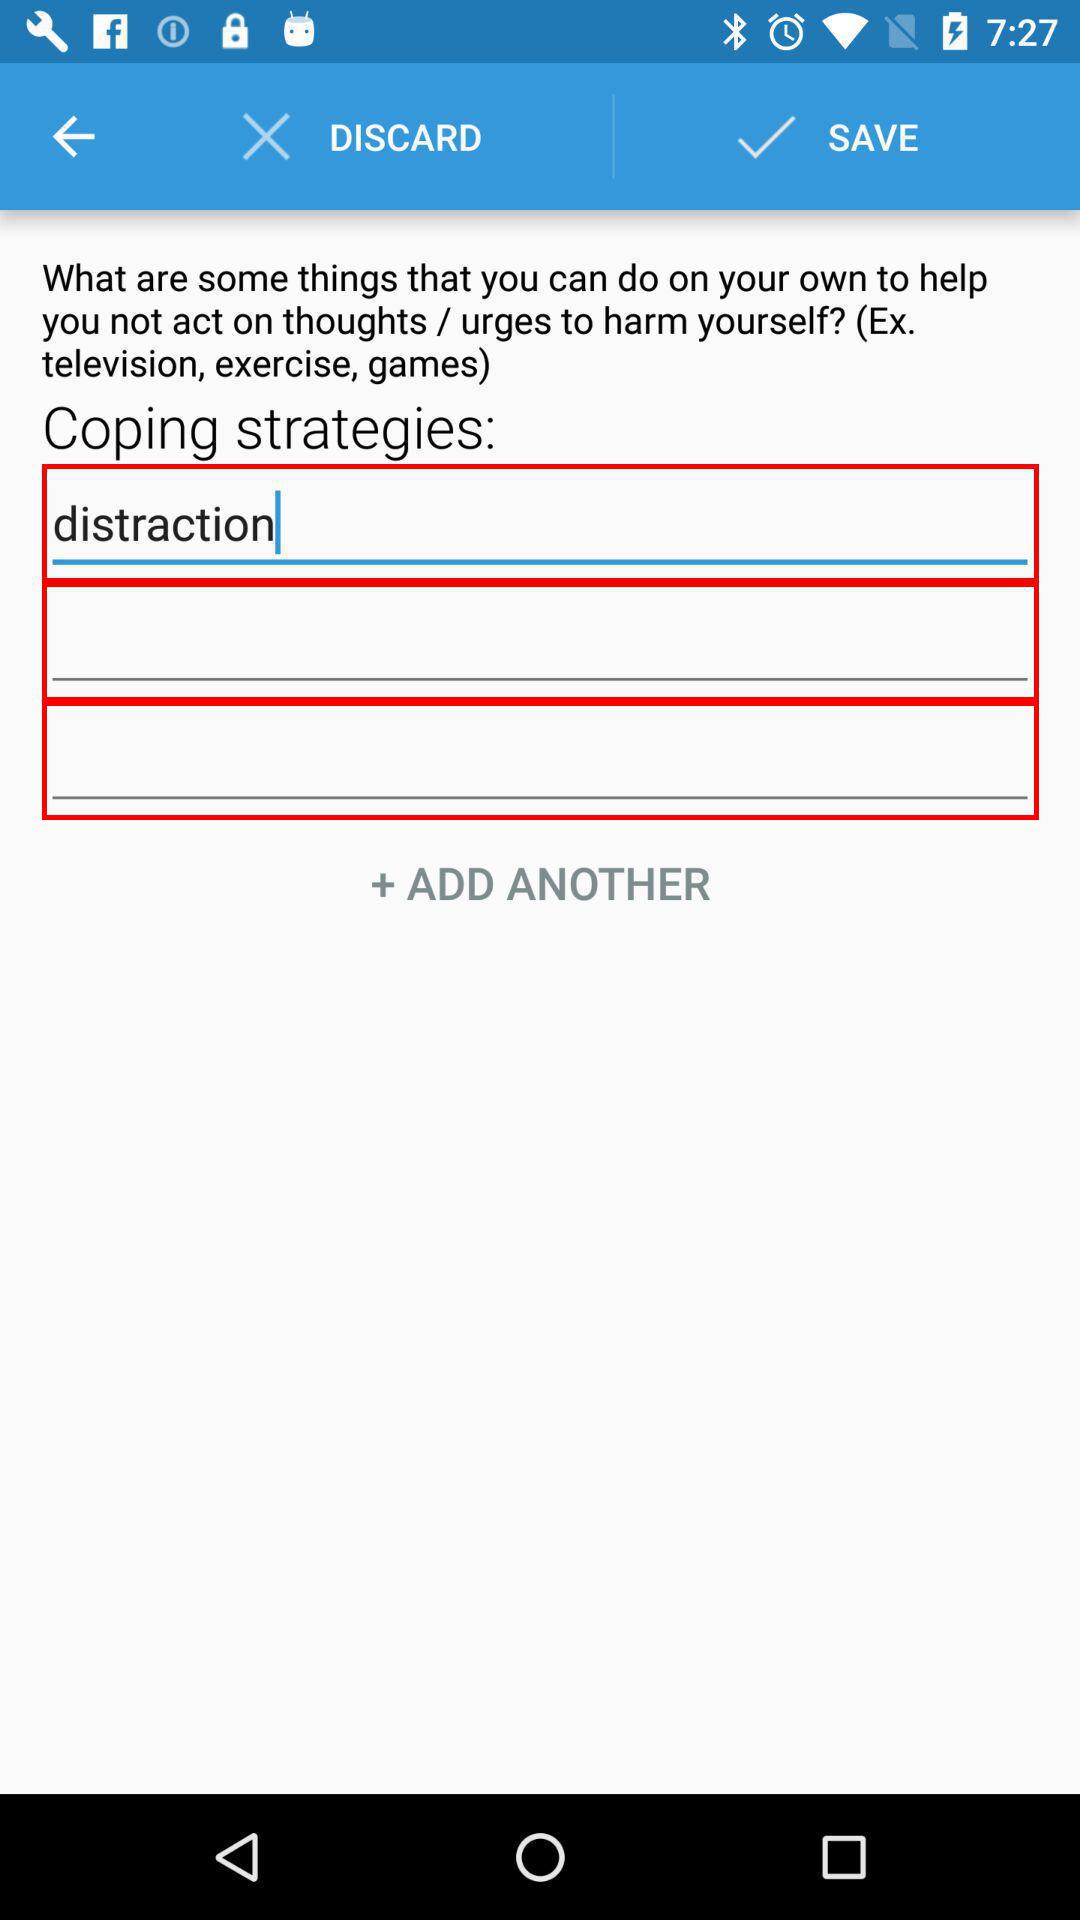 7:27
DISCARD SAVE
What are some things that you can do on your own to help
you not act on thoughts / urges to harm yourself? (Ex.
television, exercise, games)
Coping strategies:
distraction
+ ADD ANOTHER